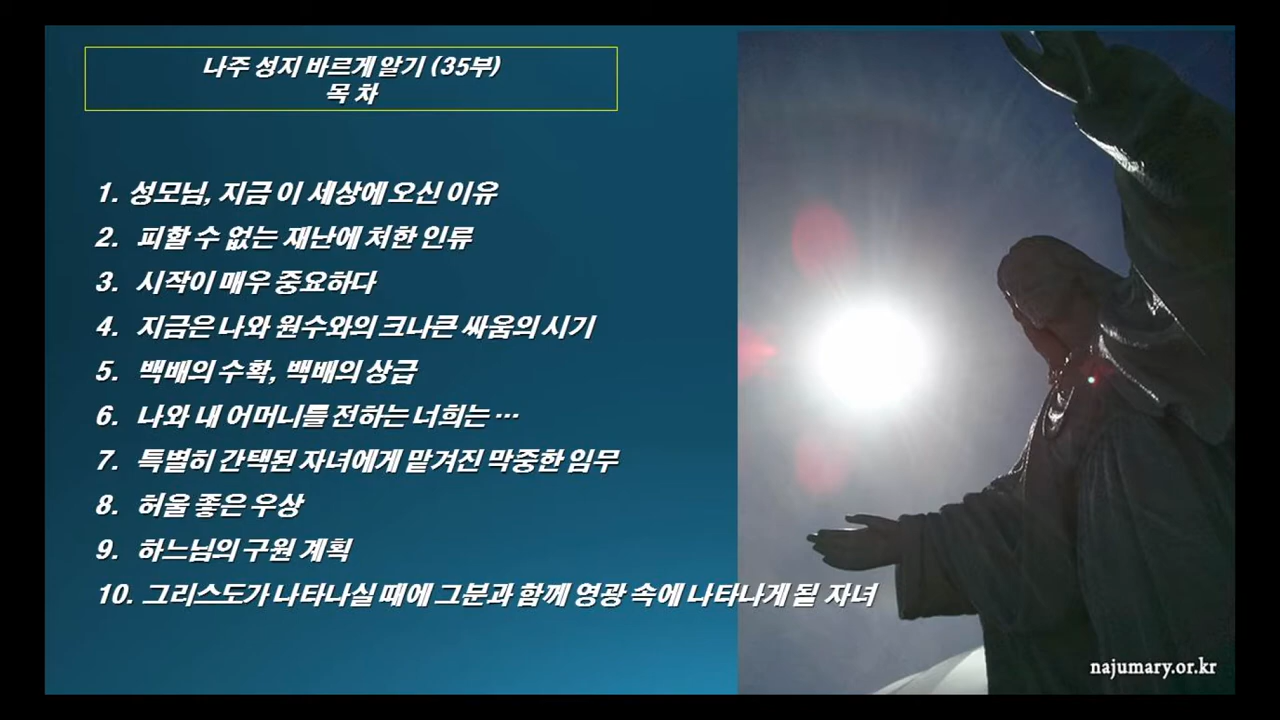 나주 성지 바르게 알기 (35부)
목 차
1. 성모님, 지금 이 세상에 오신 이유
2. 피할 수 없는 재난에 처한 인류
3. 시작이 매우 중요하다
4. 지금은 나와 원수와의 크나큰 싸움의 시기
5. 백배의 수확, 백배의 상급
6. 나와 내 어머니를 전하는 너희는 …
7. 특별히 간택된 자녀에게 맡겨진 막중한 임무
8. 허울 좋은 우상
9. 하느님의 구원 계획
10. 그리스도가 나타나실 때에 그분과 함께 영광 속에 나타나게 될 자녀
najumary.or.kr